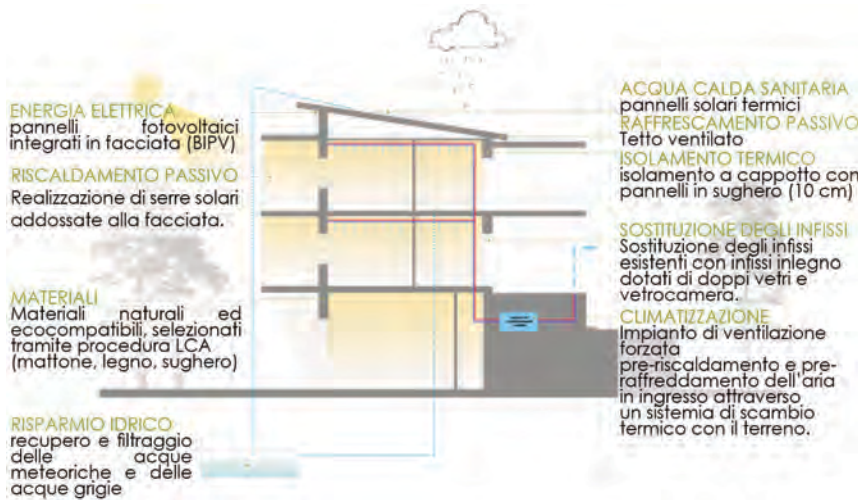 ENERGIA ELETTRICA
pannelli fotovoltaici
integrati in facciata (BIPV)
RISCALDAMENTO PASSIVO
Realizzazione di serre solari
addossate alla facciata.
MATERIALI
Materiali naturali ed
ecocompatibili, selezionati
tramite procedura LCA
(mattone, legno, sughero)
RISPARMIO IDRICO
recupero e filtraggio
delle acque
meteoriche e delle
acque grigie
ACQUA CALDA SANITARIA
pannelli solari termici
RAFFRESCAMENTO PASSIVO
Tetto ventilato
ISOLAMENTO TERMICO
isolamento a cappotto con
pannelli in sughero (10 cm)
SOSTITUZIONE DEGLI INFISSI
Sostituzione degli infissi
esistenti con infissi inlegno
dotati di doppi vetri e
vetrocamera.
CLIMATIZZAZIONE
Impianto di ventilazione
forzata
pre-riscaldamento e pre-
raffreddamento dell'aria
in ingresso attraverso
un sistemia di scambio
termico con il terreno.